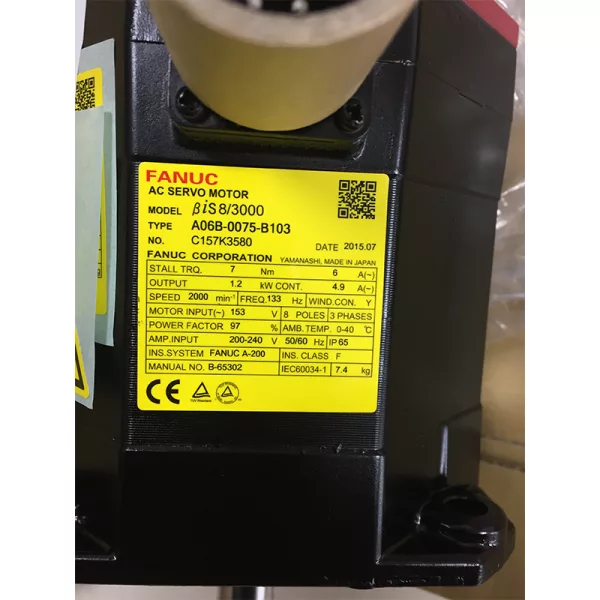 FANUC
AC SERVO MOTOR
MODEL βiS8/3000
TYPE A06B-0075-B103
NO. C157K3580 DATE 2015.07
FANUC CORPORATION YAMANASHI, MADE IN JAPAN
STALL TRQ. 7 Nm 6 A(~)
OUTPUT 1.2 kW CONT. 4.9 A(~)
SPEED 2000 min⁻¹ FREQ. 133 Hz WIND.CON. Y
MOTOR INPUT(~) 153 V 8 POLES 3 PHASES
POWER FACTOR 97 % AMB.TEMP. 0-40 ℃
AMP.INPUT 200-240 V 50/60 Hz IP 65
INS.SYSTEM FANUC A-200 INS. CLASS F
MANUAL NO. B-65302 IEC60034-1 7.4 kg
CE